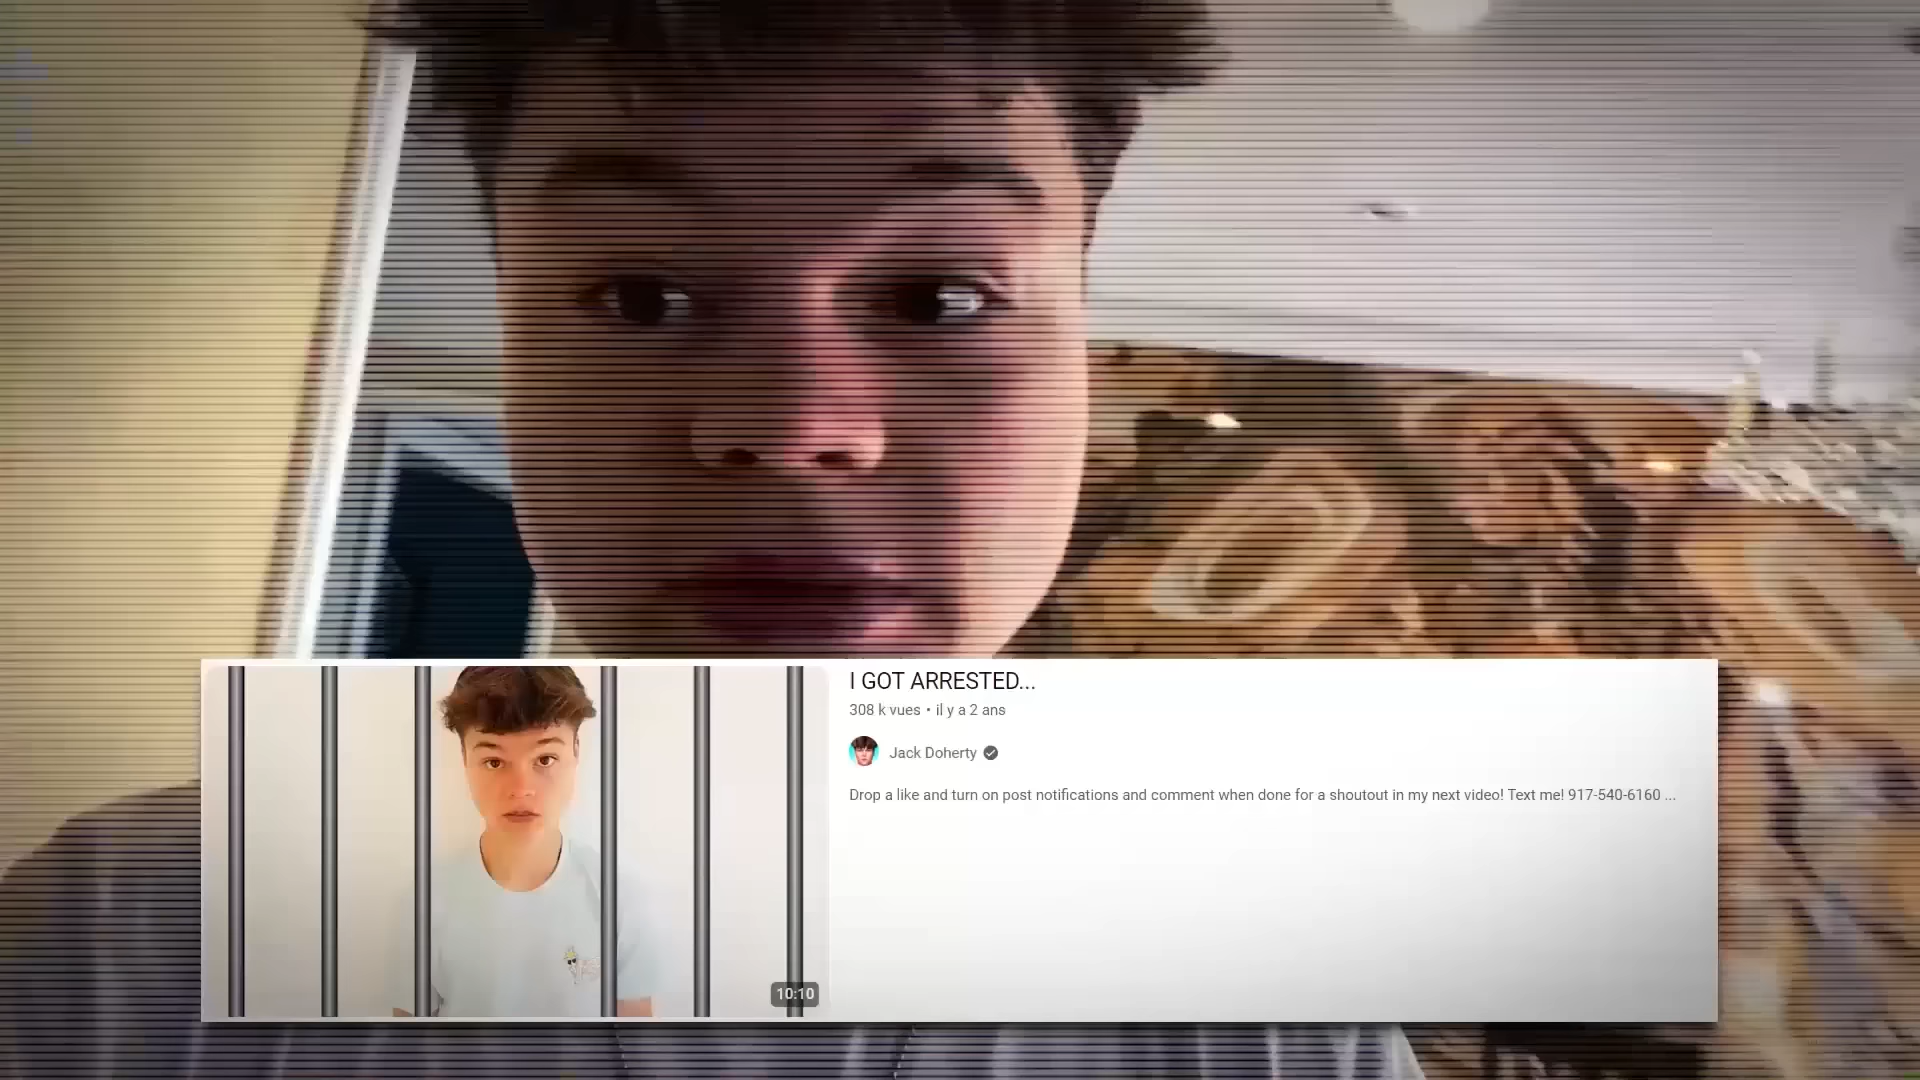 I GOT ARRESTED...
308 k vues • il y a 2 ans
Jack Doherty
Drop a like and turn on post notifications and comment when done for a shoutout in my next video! Text me! 917-540-6160 ...
10:10